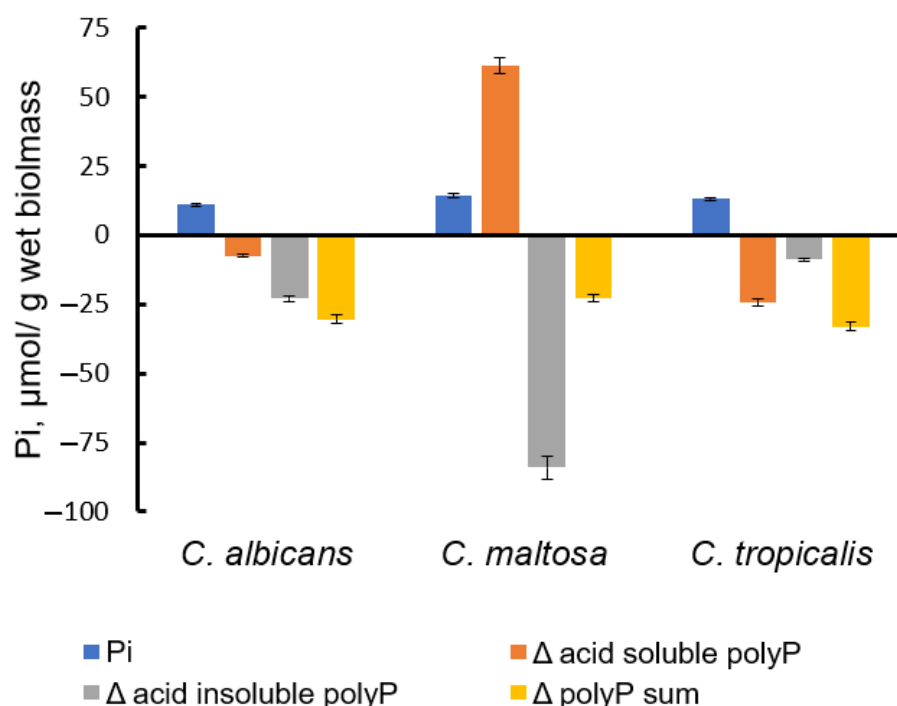 75
50
25
0
–25
–50
–75
–100
Pi, μmol/ g wet biolmass
C. albicans C. maltosa C. tropicalis
Pi Δ acid soluble polyP
Δ acid insoluble polyP Δ polyP sum